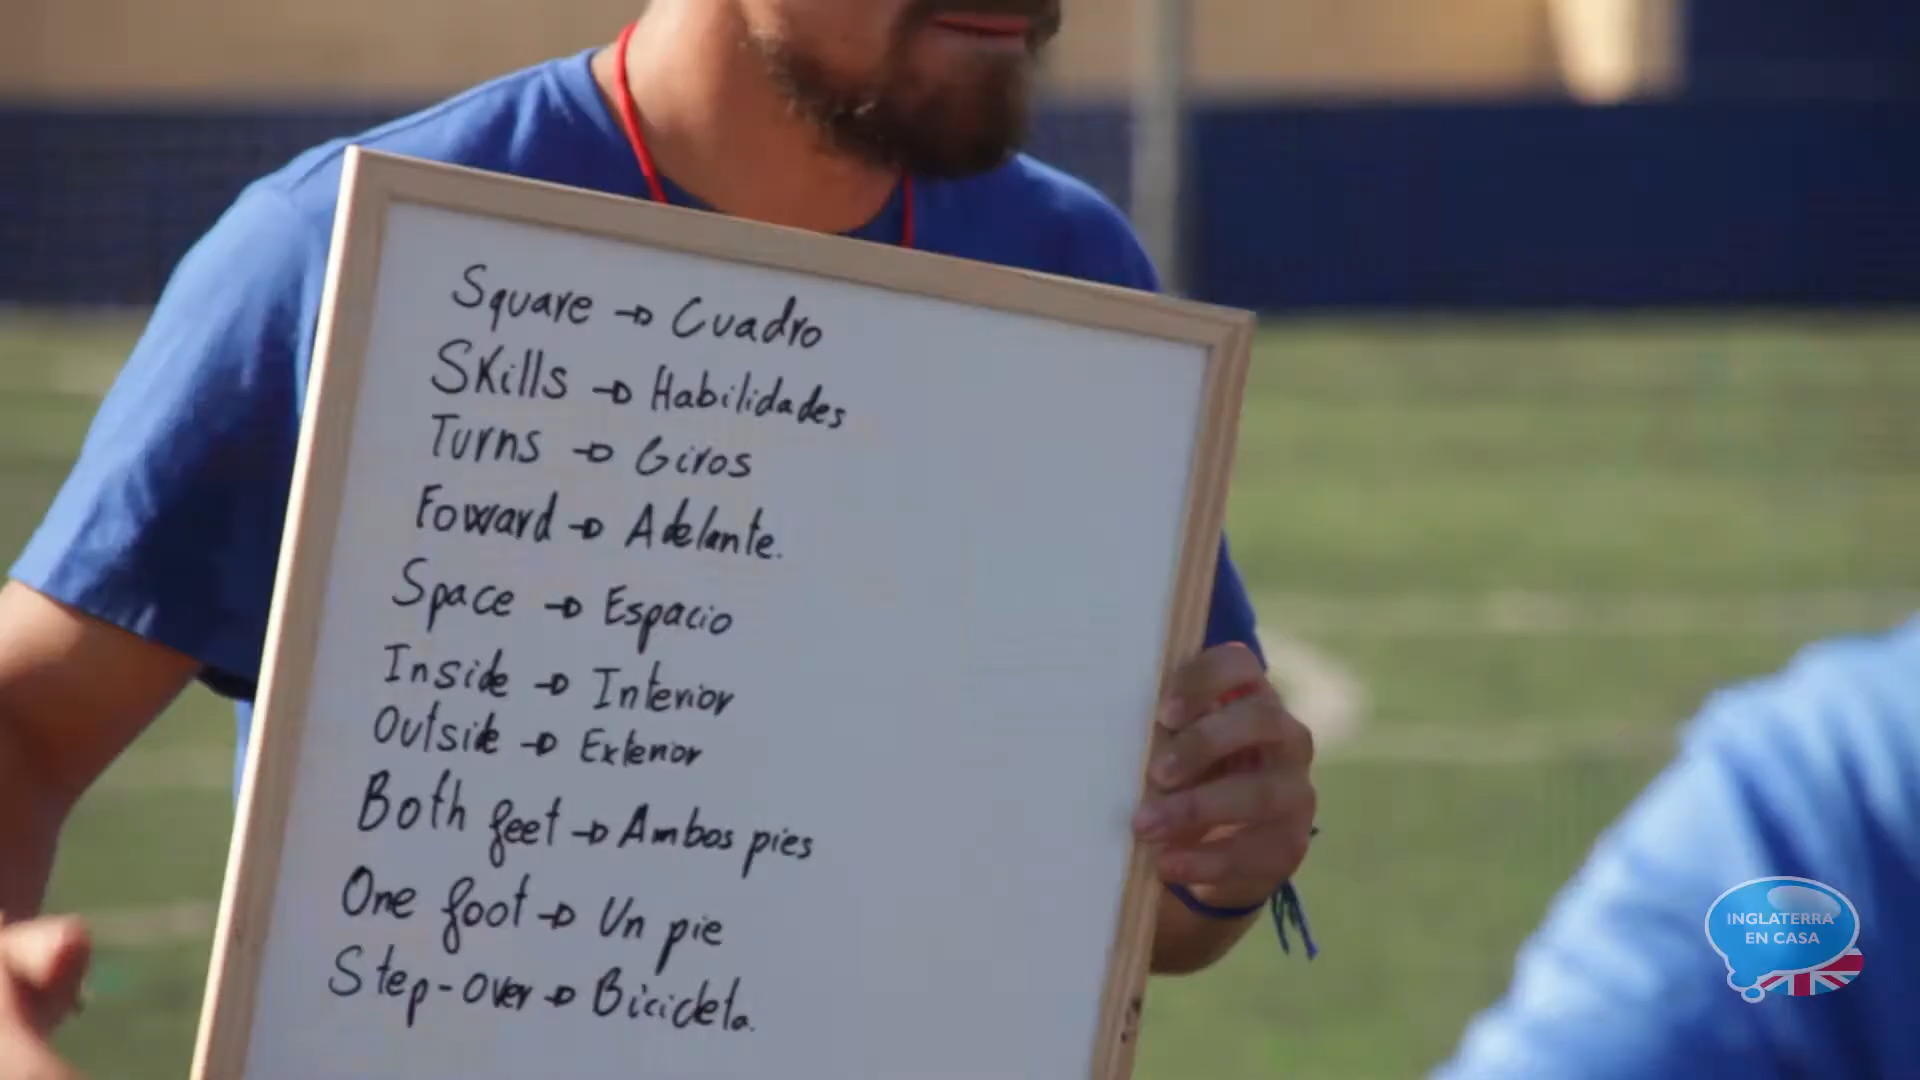 Square → Cuadro
Skills → Habilidades
Turns → Giros
Foward → Adelante.
Space → Espacio
Inside → Interior
Outside → Exterior
Both feet → Ambos pies
One foot → Un pie
Step-over → Bicicleta.
INGLATERRA
EN CASA